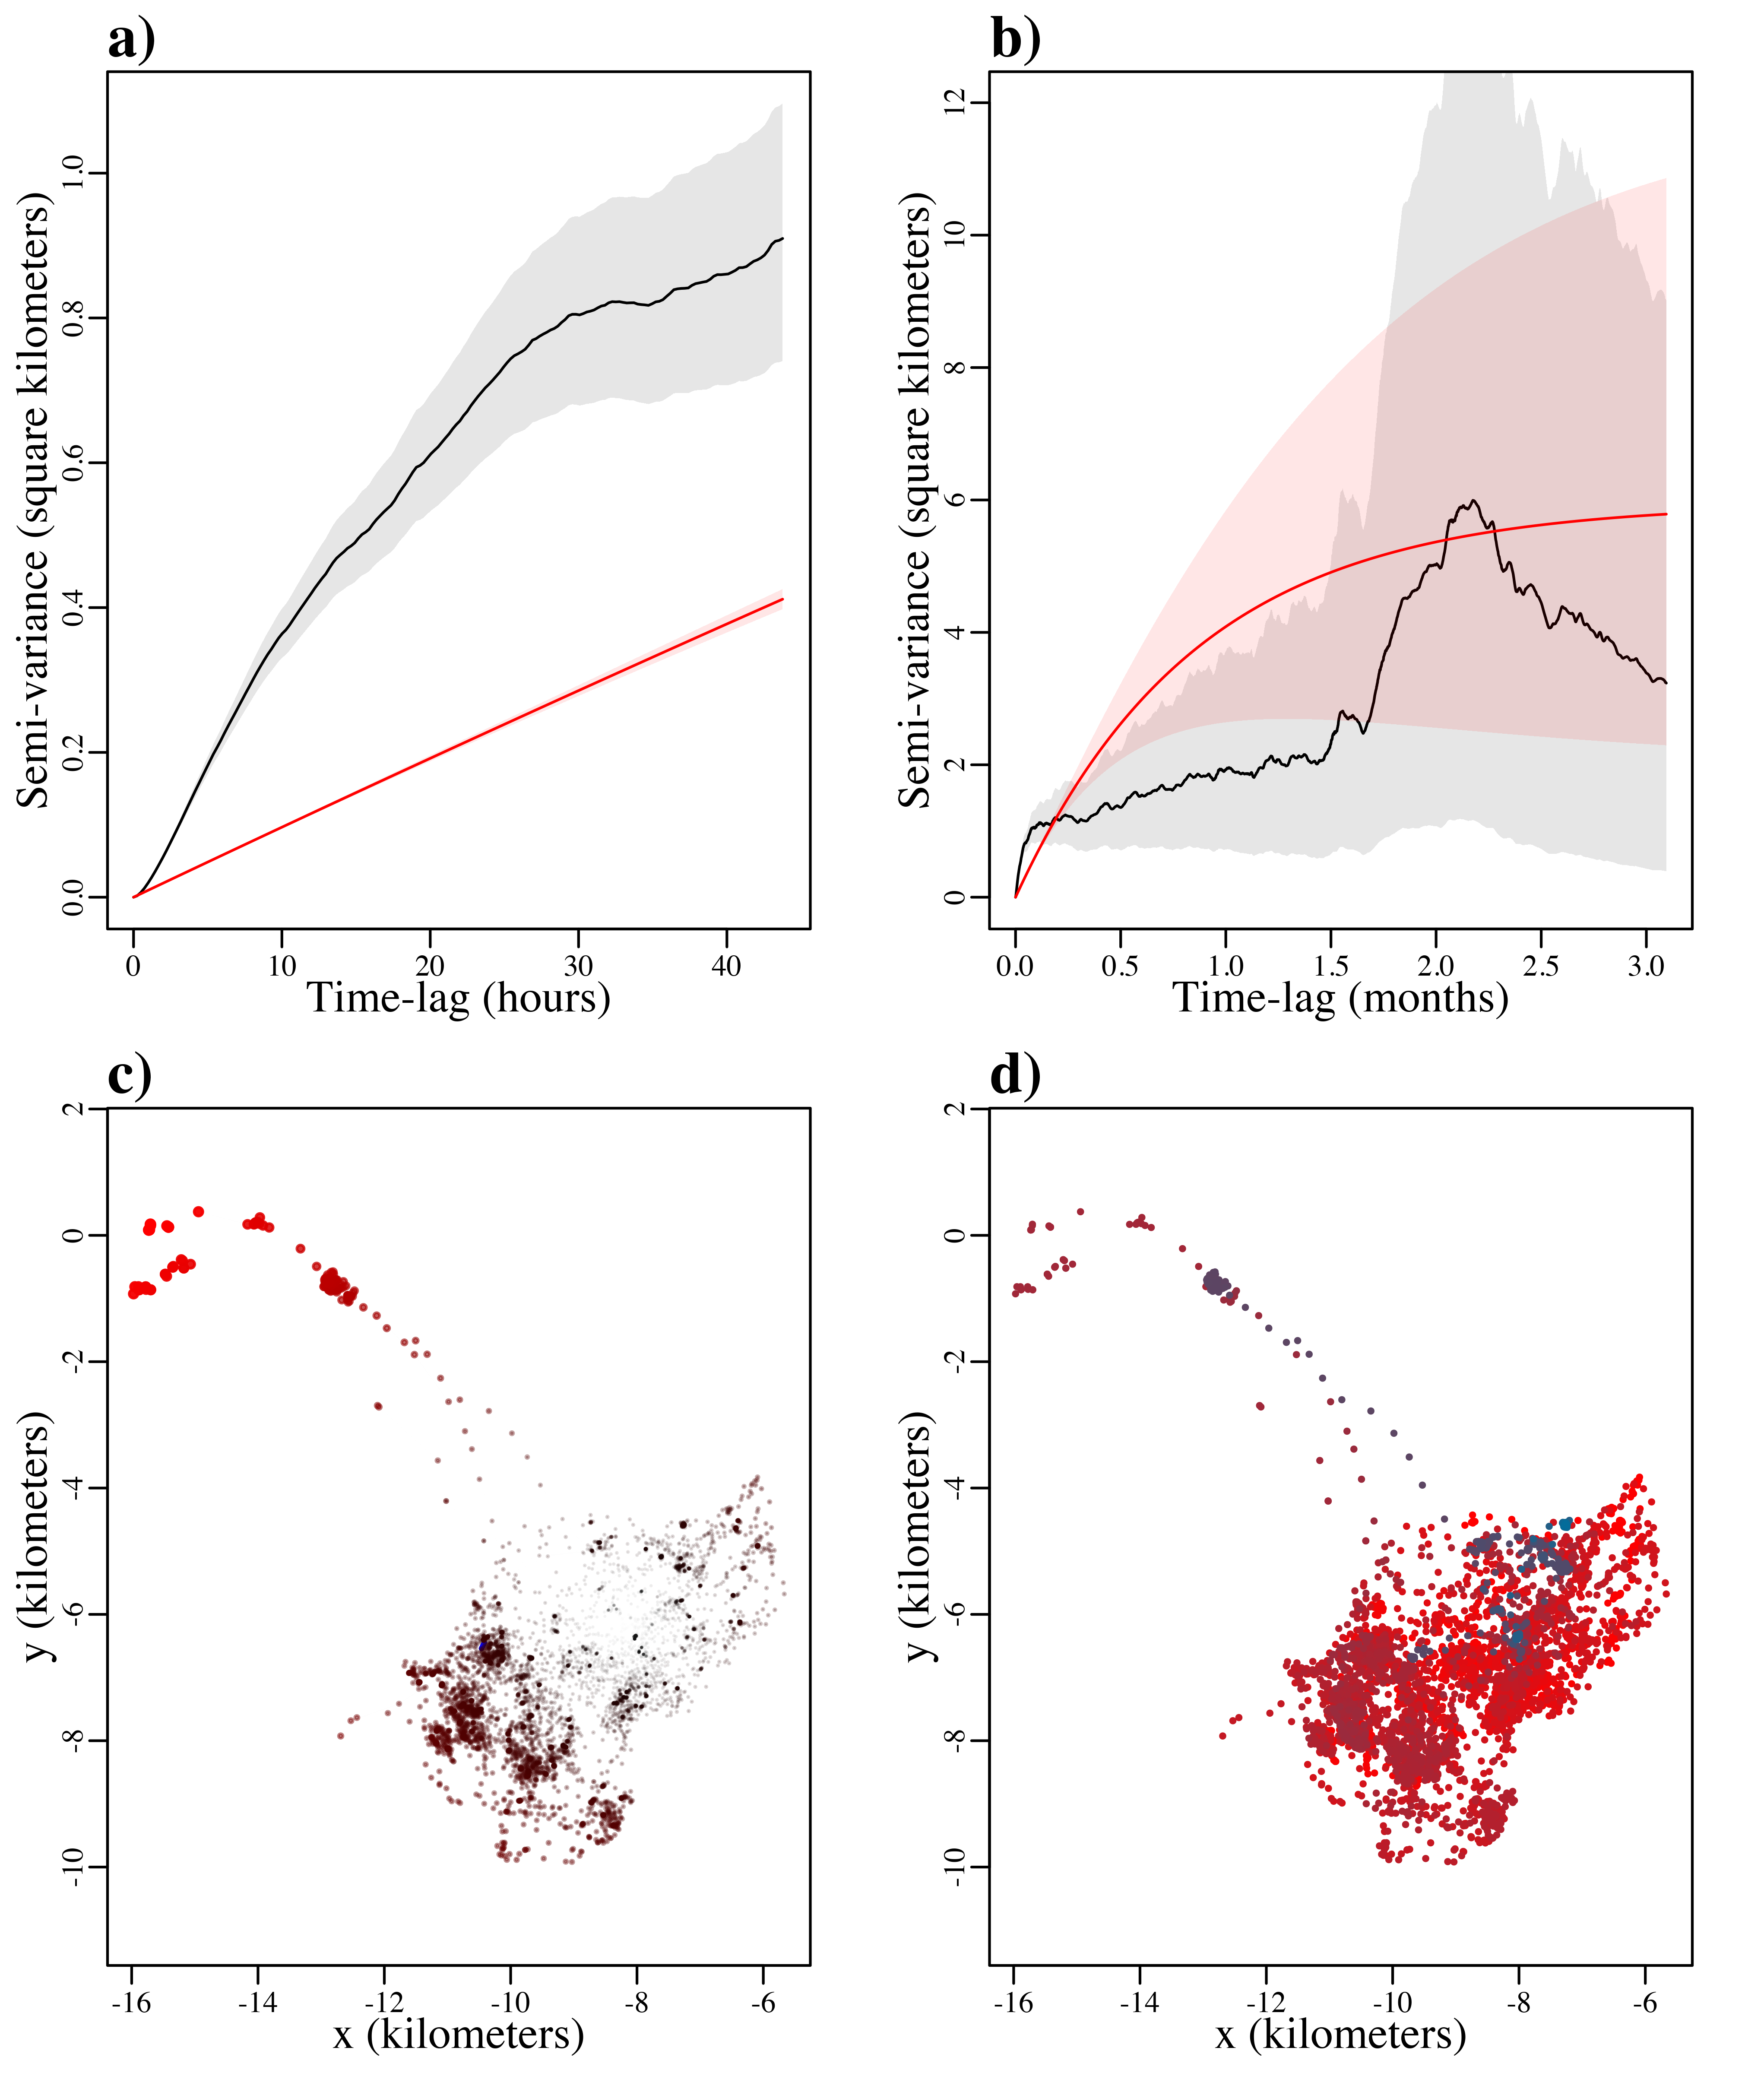 a)
Semi-variance (square kilometers)
1.0
0.8
0.6
0.4
0.2
0.0
0 10 20 30 40
Time-lag (hours)
b)
Semi-variance (square kilometers)
12
10
8
6
4
2
0
0.0 0.5 1.0 1.5 2.0 2.5 3.0
Time-lag (months)
c)
y (kilometers)
2
0
-2
-4
-6
-8
-10
-16 -14 -12 -10 -8 -6
x (kilometers)
d)
y (kilometers)
2
0
-2
-4
-6
-8
-10
-16 -14 -12 -10 -8 -6
x (kilometers)